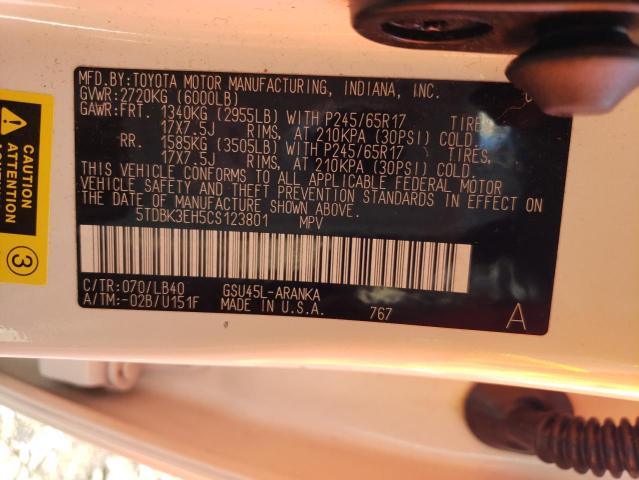 MFD.BY:TOYOTA MOTOR MANUFACTURING, INDIANA, INC.
GVWR:2720KG (6000LB)
GAWR:FRT. 1340KG (2955LB) WITH P245/65R17 TIRES,
17X7.5J RIMS, AT 210KPA (30PSI) COLD.
RR. 1585KG (3505LB) WITH P245/65R17 TIRES,
17X7.5J RIMS, AT 210KPA (30PSI) COLD.
THIS VEHICLE CONFORMS TO ALL APPLICABLE FEDERAL MOTOR
VEHICLE SAFETY AND THEFT PREVENTION STANDARDS IN EFFECT ON
THE DATE OF MANUFACTURE SHOWN ABOVE.
5TDBK3EH5CS123801 MPV
C/TR:070/LB40 GSU45L-ARANKA
A/TM:-02B/U151F MADE IN U.S.A. 767
A
CAUTION
ATTENTION
3